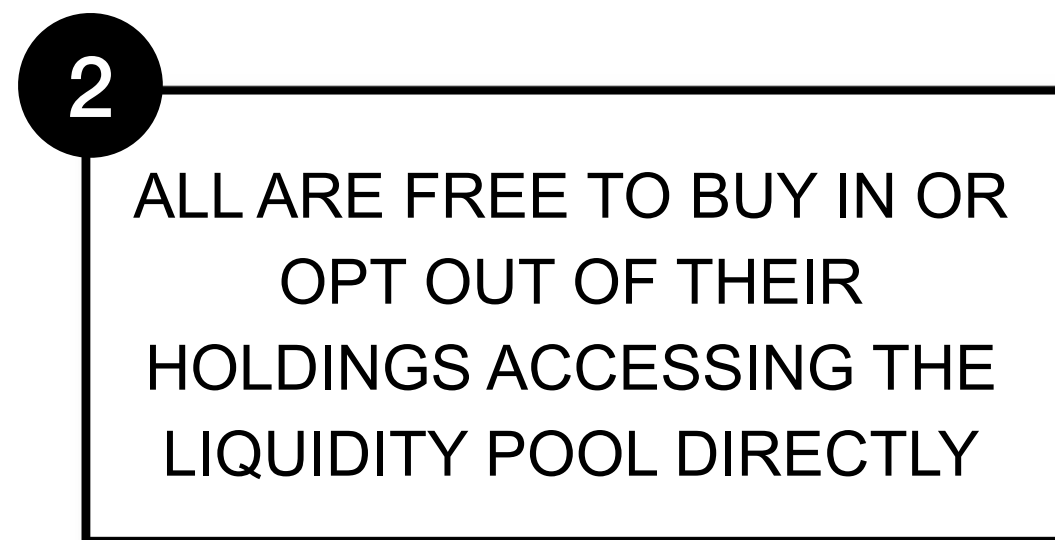 2
ALL ARE FREE TO BUY IN OR
OPT OUT OF THEIR
HOLDINGS ACCESSING THE
LIQUIDITY POOL DIRECTLY